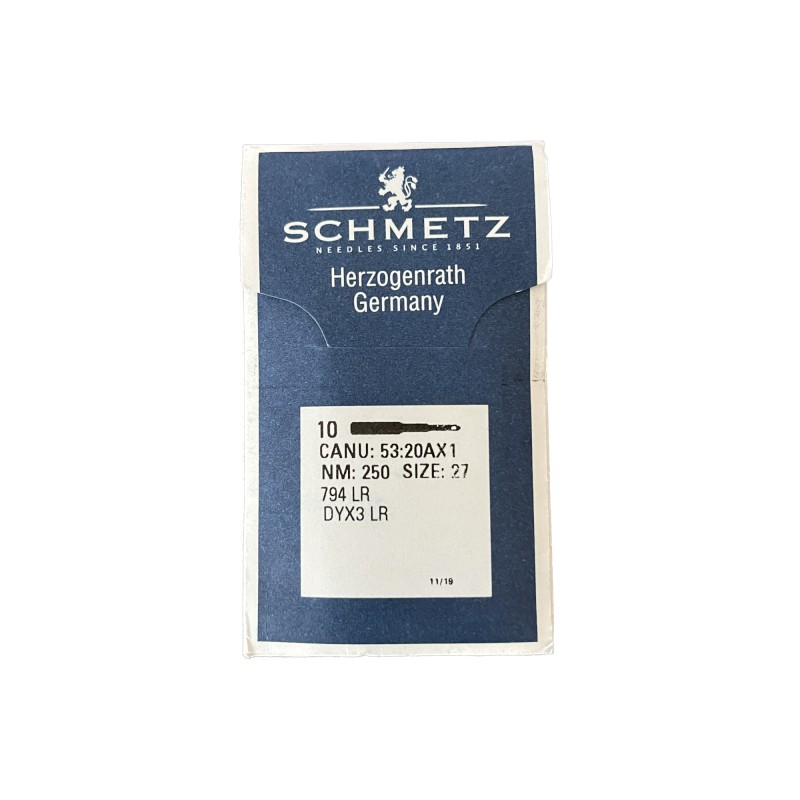 SCHMETZ
NEEDLES SINCE 1851
Herzogenrath
Germany
10
CANU: 53:20AX1
NM: 250 SIZE: 27
794 LR
DYX3 LR
11/19